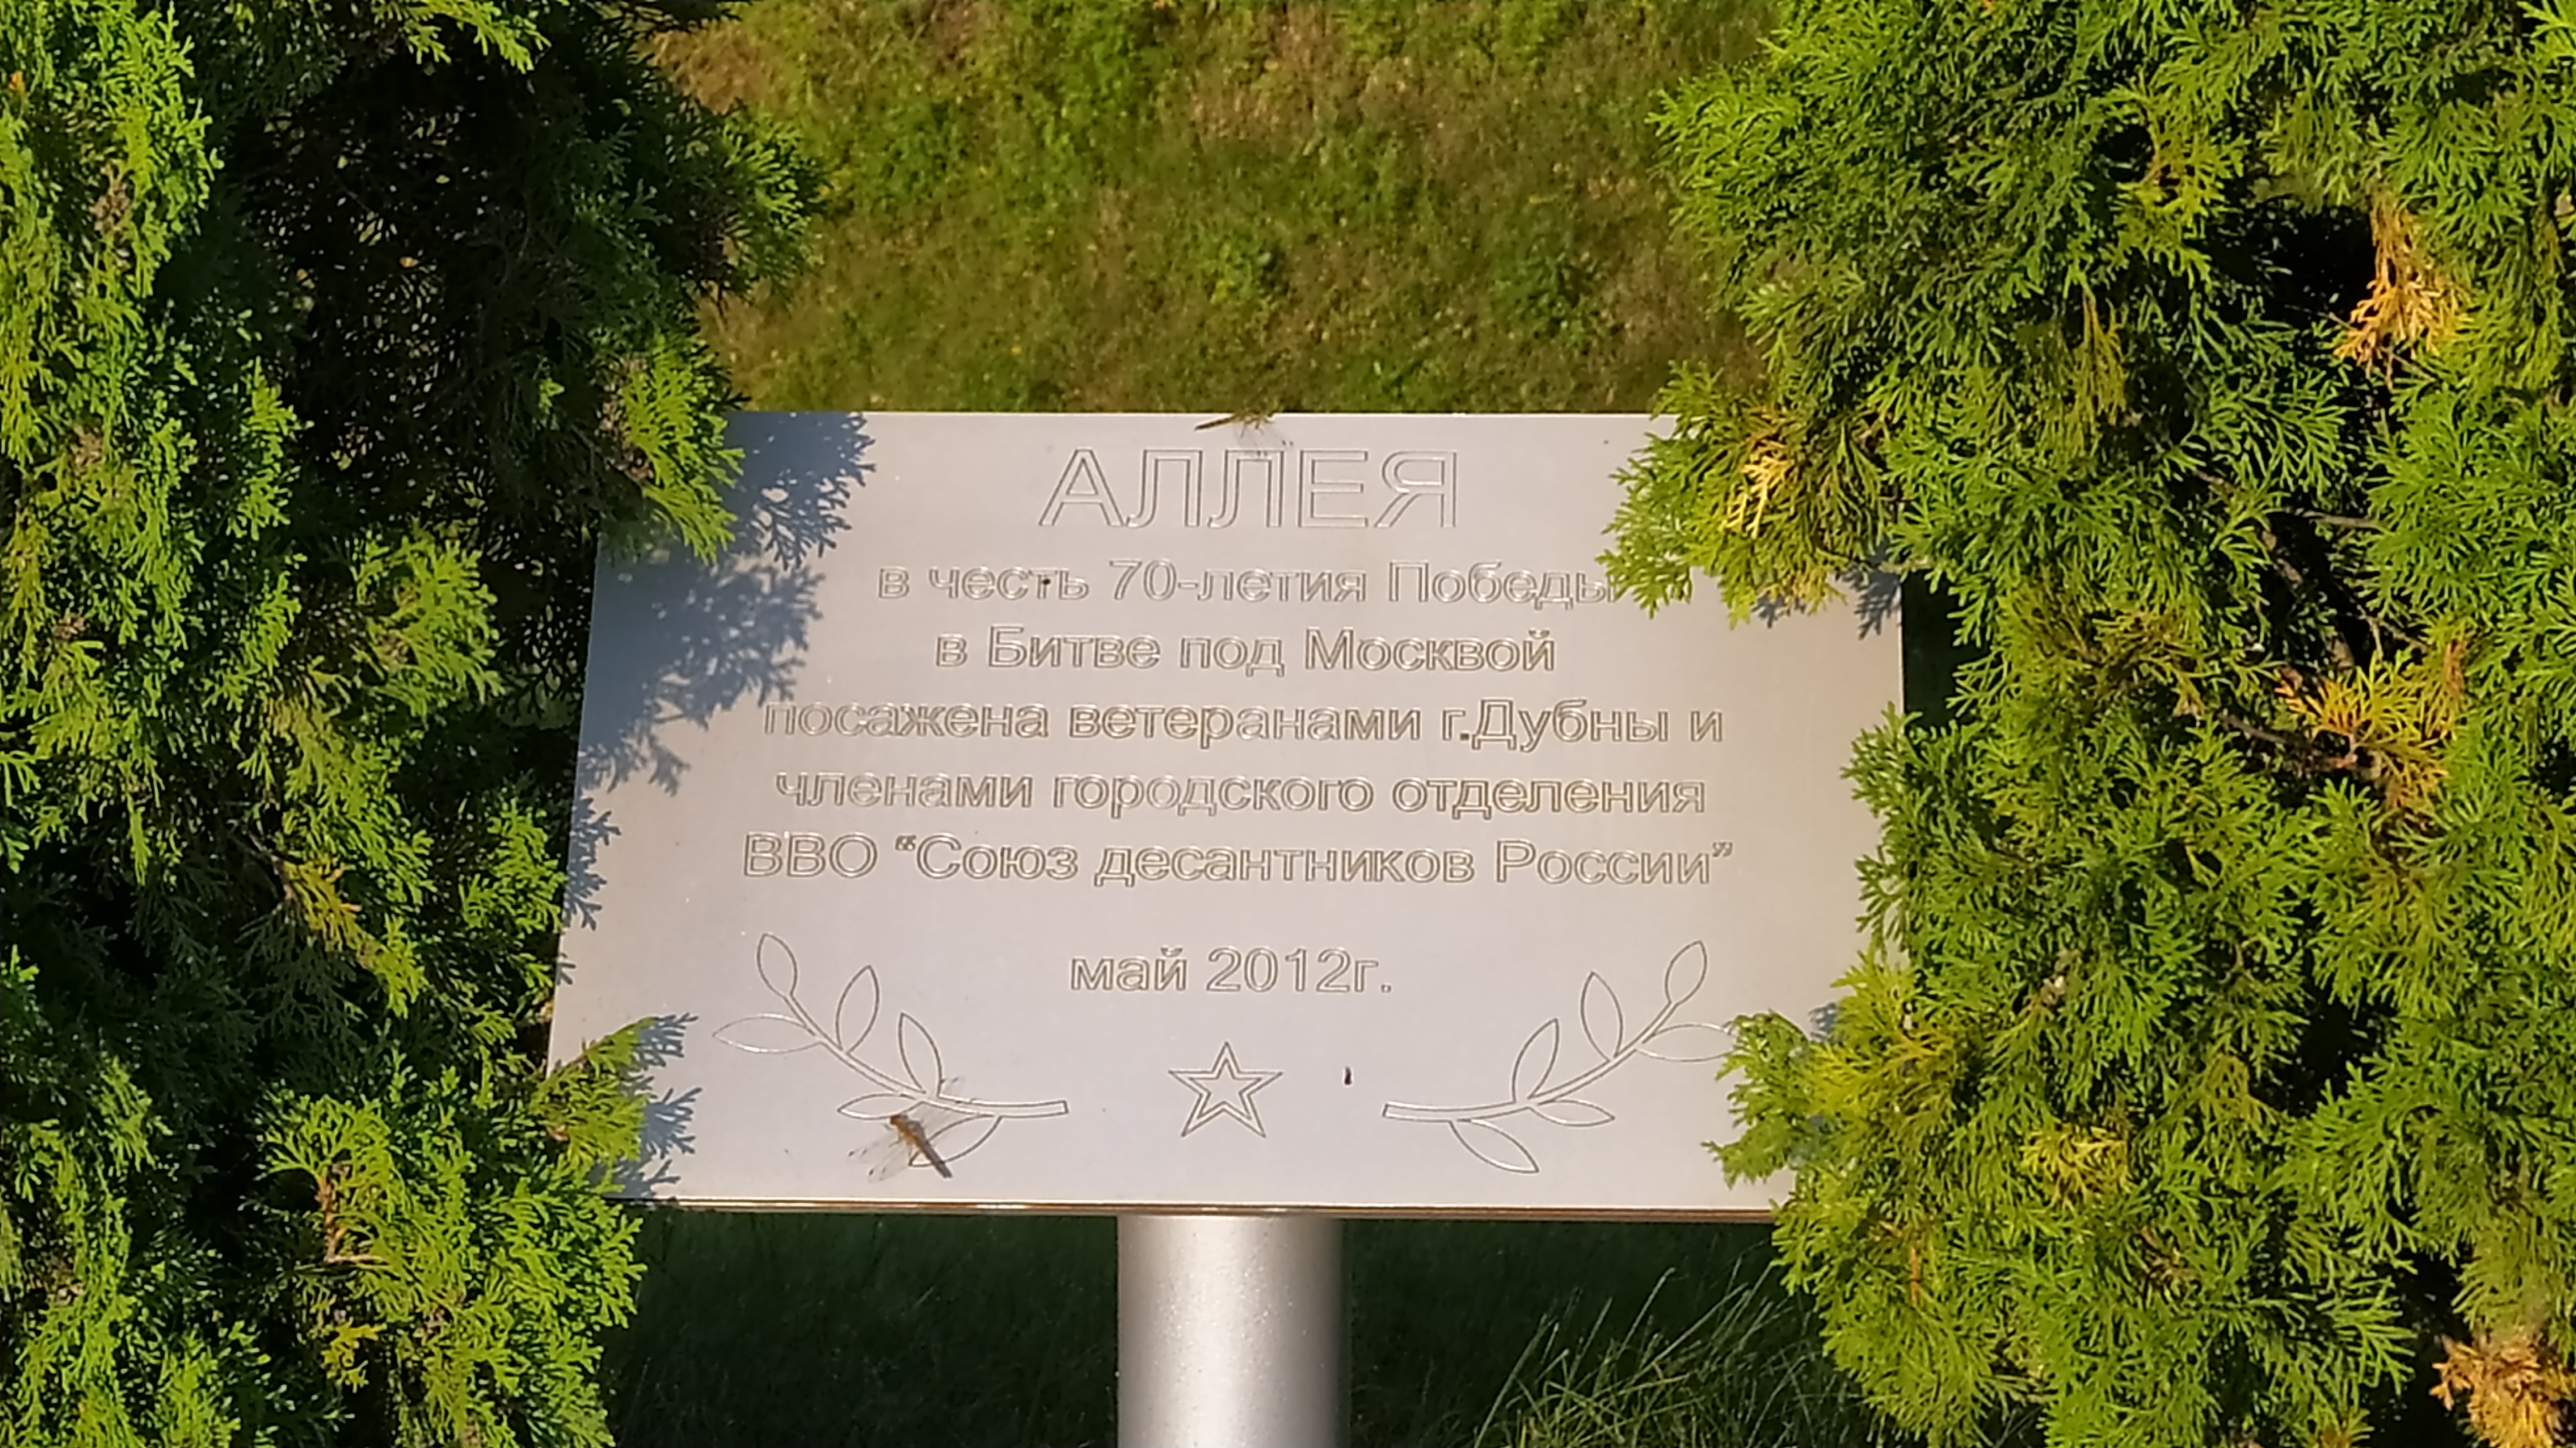 АЛЛЕЯ
в честь 70-летия Победы
в Битве под Москвой
посажена ветеранами г.Дубны и
членами городского отделения
ВВО “Союз десантников России”
май 2012г.